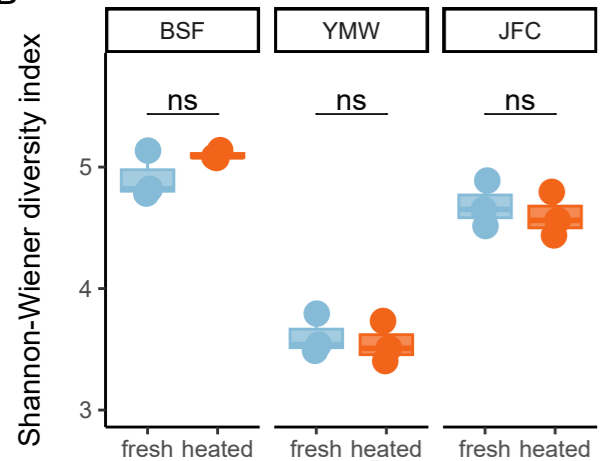 BSF YMW JFC
Shannon-Wiener diversity index
ns ns ns
5
4
3
fresh heated fresh heated fresh heated